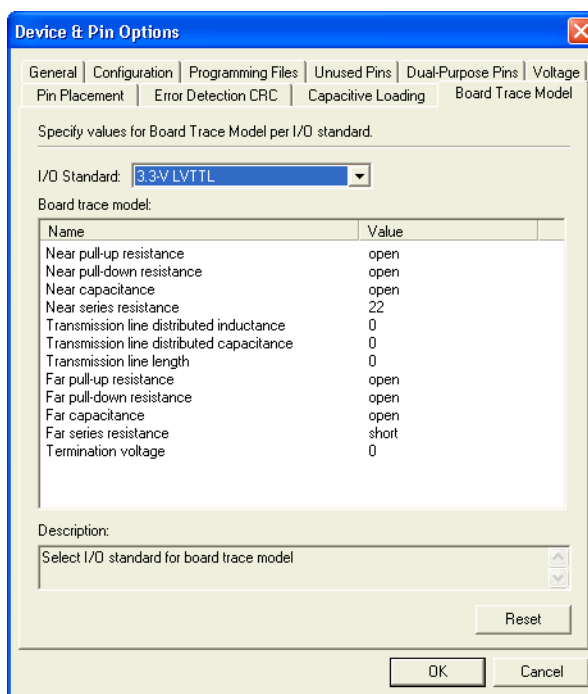 Device & Pin Options
General Configuration Programming Files Unused Pins Dual-Purpose Pins Voltage
Pin Placement Error Detection CRC Capacitive Loading Board Trace Model
Specify values for Board Trace Model per I/O standard.
I/O Standard: 3.3-V LVTTL
Board trace model:
Name Value
Near pull-up resistance open
Near pull-down resistance open
Near capacitance open
Near series resistance 22
Transmission line distributed inductance 0
Transmission line distributed capacitance 0
Transmission line length 0
Far pull-up resistance open
Far pull-down resistance open
Far capacitance open
Far series resistance short
Termination voltage 0
Description:
Select I/O standard for board trace model
Reset
OK Cancel